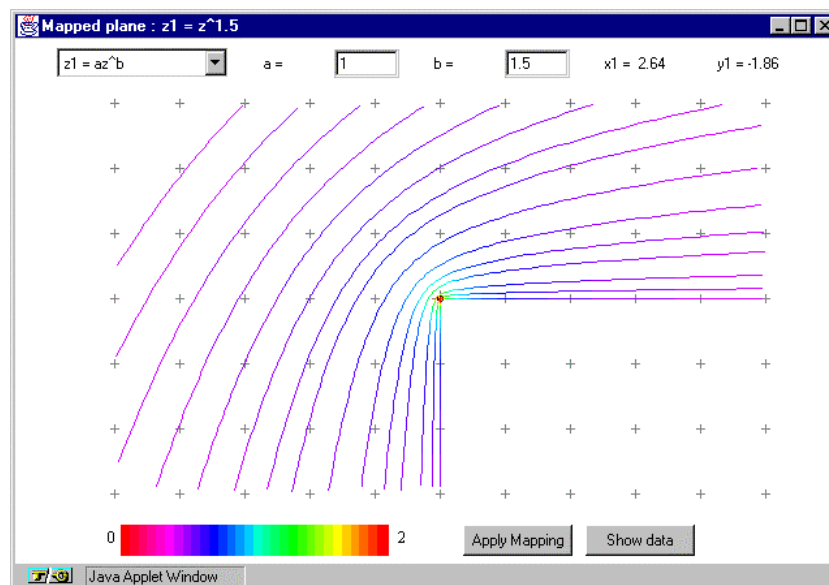 Mapped plane : z1 = z^1.5
z1 = az^b a = 1 b = 1.5 x1 = 2.64 y1 = -1.86
0 2 Apply Mapping Show data
Java Applet Window